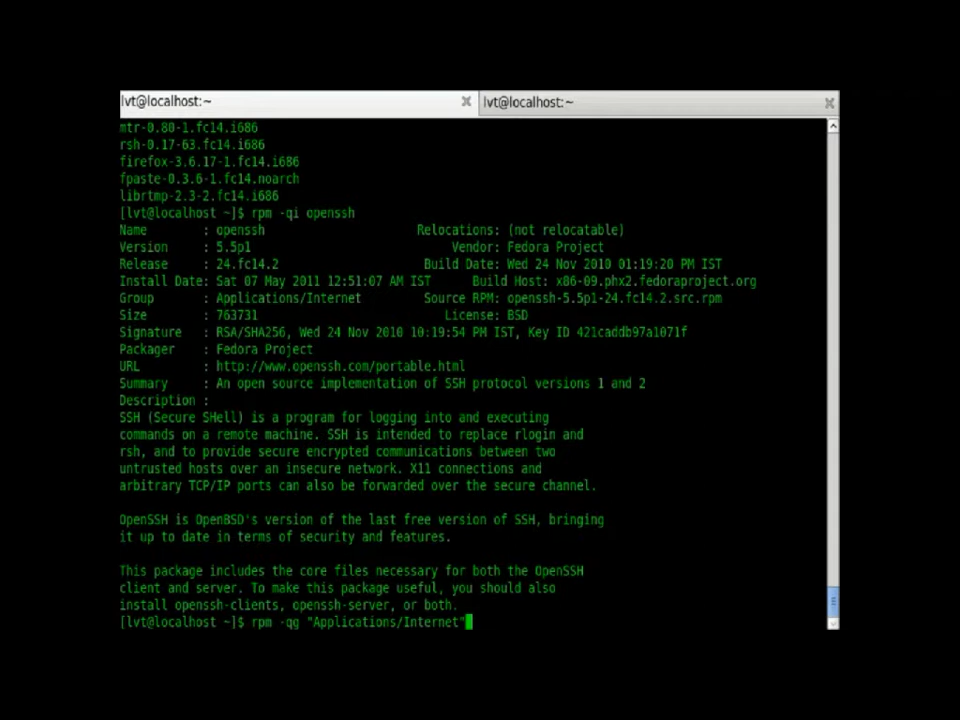 lvt@localhost:~
lvt@localhost:~
mtr-0.80-1.fc14.i686
rsh-0.17-63.fc14.i686
firefox-3.6.17-1.fc14.i686
fpaste-0.3.6-1.fc14.noarch
librtmp-2.3-2.fc14.i686
[lvt@localhost ~]$ rpm -qi openssh
Name : openssh Relocations: (not relocatable)
Version : 5.5p1 Vendor: Fedora Project
Release : 24.fc14.2 Build Date: Wed 24 Nov 2010 01:19:20 PM IST
Install Date: Sat 07 May 2011 12:51:07 AM IST Build Host: x86-09.phx2.fedoraproject.org
Group : Applications/Internet Source RPM: openssh-5.5p1-24.fc14.2.src.rpm
Size : 763731 License: BSD
Signature : RSA/SHA256, Wed 24 Nov 2010 10:19:54 PM IST, Key ID 421caddb97a1071f
Packager : Fedora Project
URL : http://www.openssh.com/portable.html
Summary : An open source implementation of SSH protocol versions 1 and 2
Description :
SSH (Secure SHell) is a program for logging into and executing
commands on a remote machine. SSH is intended to replace rlogin and
rsh, and to provide secure encrypted communications between two
untrusted hosts over an insecure network. X11 connections and
arbitrary TCP/IP ports can also be forwarded over the secure channel.
OpenSSH is OpenBSD's version of the last free version of SSH, bringing
it up to date in terms of security and features.
This package includes the core files necessary for both the OpenSSH
client and server. To make this package useful, you should also
install openssh-clients, openssh-server, or both.
[lvt@localhost ~]$ rpm -qg "Applications/Internet"